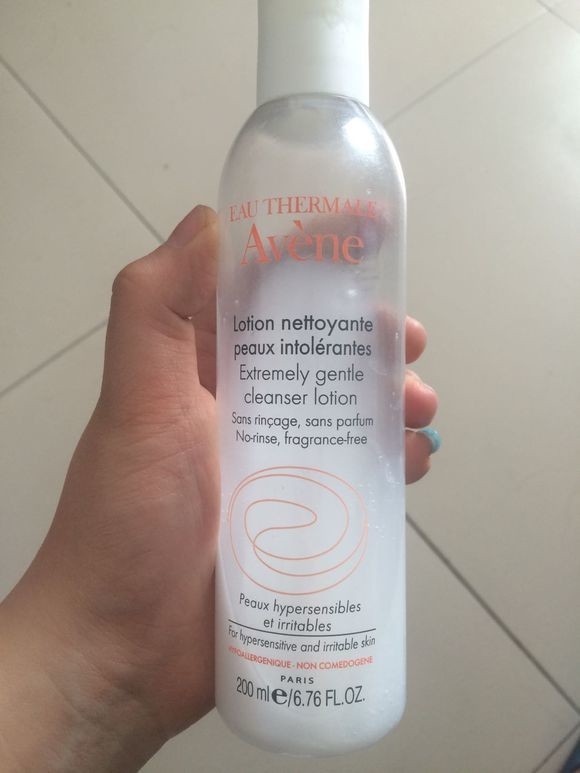 EAU THERMALE
Avène
Lotion nettoyante
peaux intolérantes
Extremely gentle
cleanser lotion
Sans rinçage, sans parfum
No-rinse, fragrance-free
Peaux hypersensibles
et irritables
For hypersensitive and irritable skin
HYPOALLERGENIQUE - NON COMEDOGENE
PARIS
200 ml e/6.76 FL.OZ.